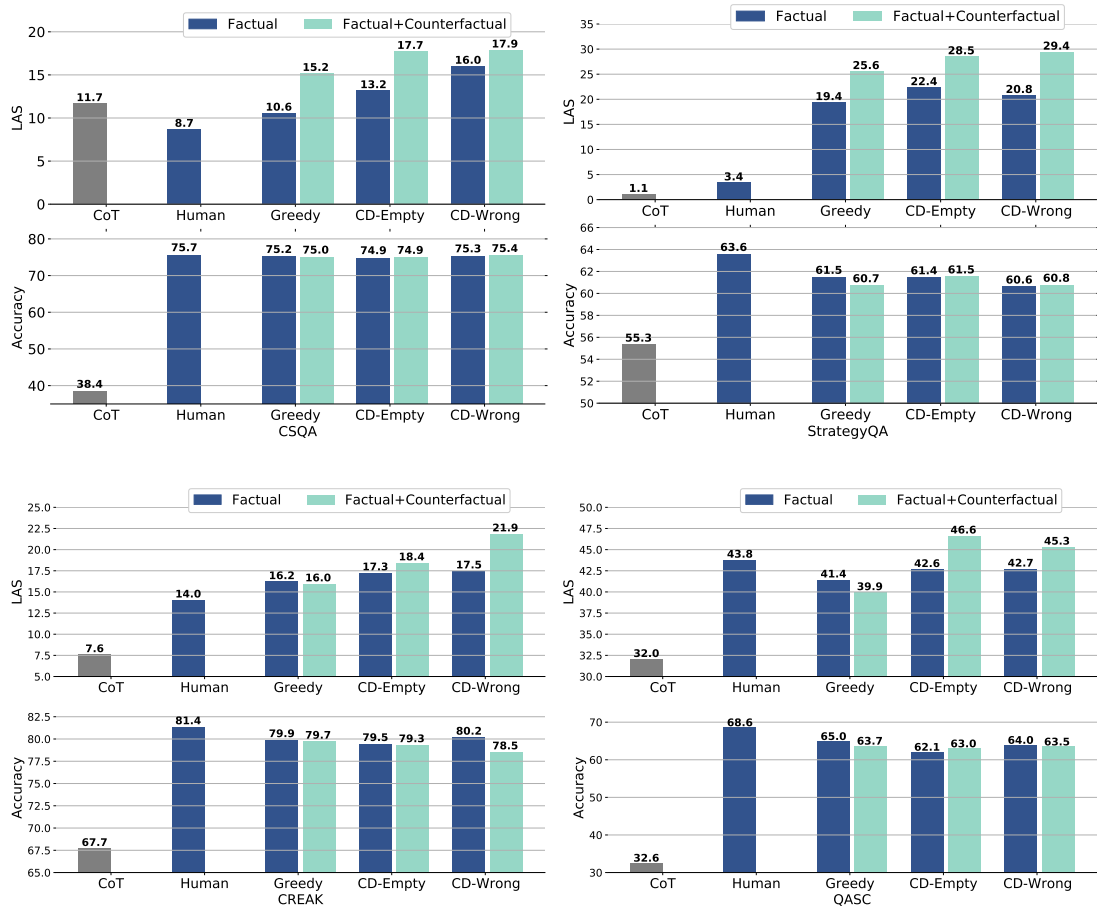 Factual Factual+Counterfactual
20
15
10
5
0
LAS
11.7 8.7 10.6 15.2 13.2 17.7 16.0 17.9
CoT Human Greedy CD-Empty CD-Wrong
80
70
60
50
40
Accuracy
38.4 75.7 75.2 75.0 74.9 74.9 75.3 75.4
CoT Human Greedy CD-Empty CD-Wrong
CSQA
Factual Factual+Counterfactual
35
30
25
20
15
10
5
0
LAS
1.1 3.4 19.4 25.6 22.4 28.5 20.8 29.4
CoT Human Greedy CD-Empty CD-Wrong
66
64
62
60
58
56
54
52
50
Accuracy
55.3 63.6 61.5 60.7 61.4 61.5 60.6 60.8
CoT Human Greedy CD-Empty CD-Wrong
StrategyQA
Factual Factual+Counterfactual
25.0
22.5
20.0
17.5
15.0
12.5
10.0
7.5
5.0
LAS
7.6 14.0 16.2 16.0 17.3 18.4 17.5 21.9
CoT Human Greedy CD-Empty CD-Wrong
82.5
80.0
77.5
75.0
72.5
70.0
67.5
65.0
Accuracy
67.7 81.4 79.9 79.7 79.5 79.3 80.2 78.5
CoT Human Greedy CD-Empty CD-Wrong
CREAK
Factual Factual+Counterfactual
50.0
47.5
45.0
42.5
40.0
37.5
35.0
32.5
30.0
LAS
32.0 43.8 41.4 39.9 42.6 46.6 42.7 45.3
CoT Human Greedy CD-Empty CD-Wrong
70
60
50
40
30
Accuracy
32.6 68.6 65.0 63.7 62.1 63.0 64.0 63.5
CoT Human Greedy CD-Empty CD-Wrong
QASC